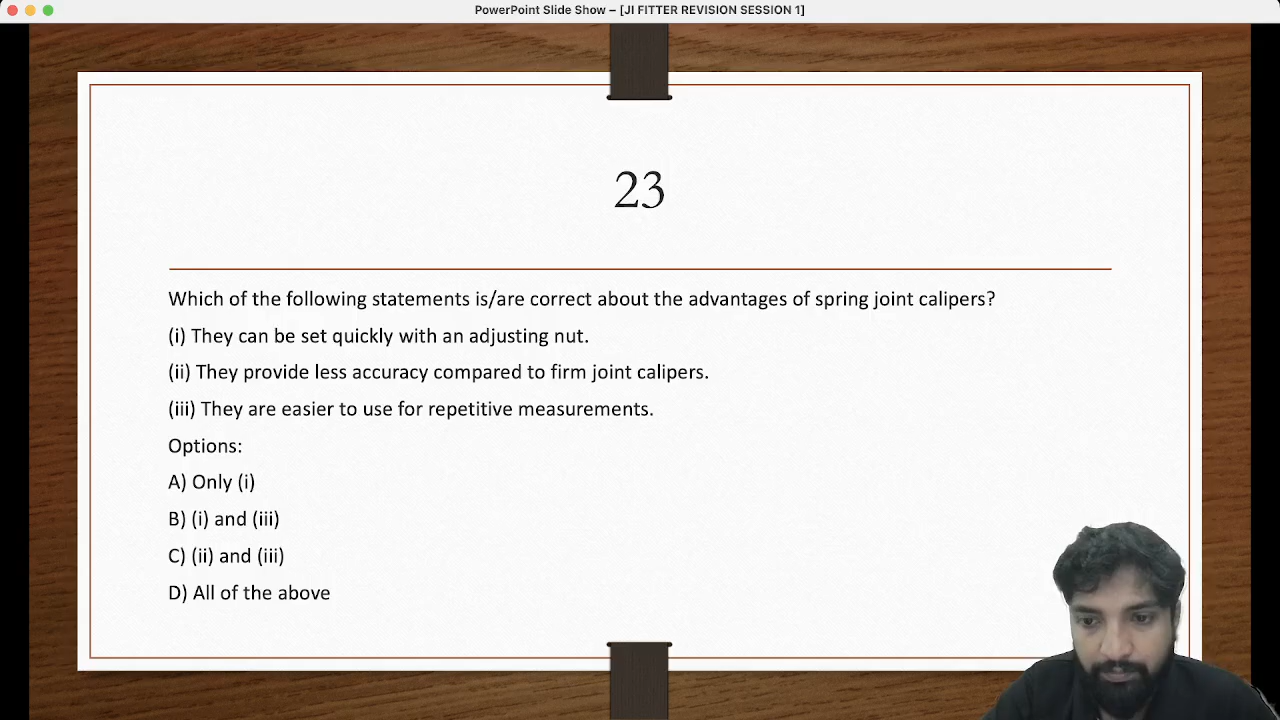 PowerPoint Slide Show – [JI FITTER REVISION SESSION 1]
23
Which of the following statements is/are correct about the advantages of spring joint calipers?
(i) They can be set quickly with an adjusting nut.
(ii) They provide less accuracy compared to firm joint calipers.
(iii) They are easier to use for repetitive measurements.
Options:
A) Only (i)
B) (i) and (iii)
C) (ii) and (iii)
D) All of the above